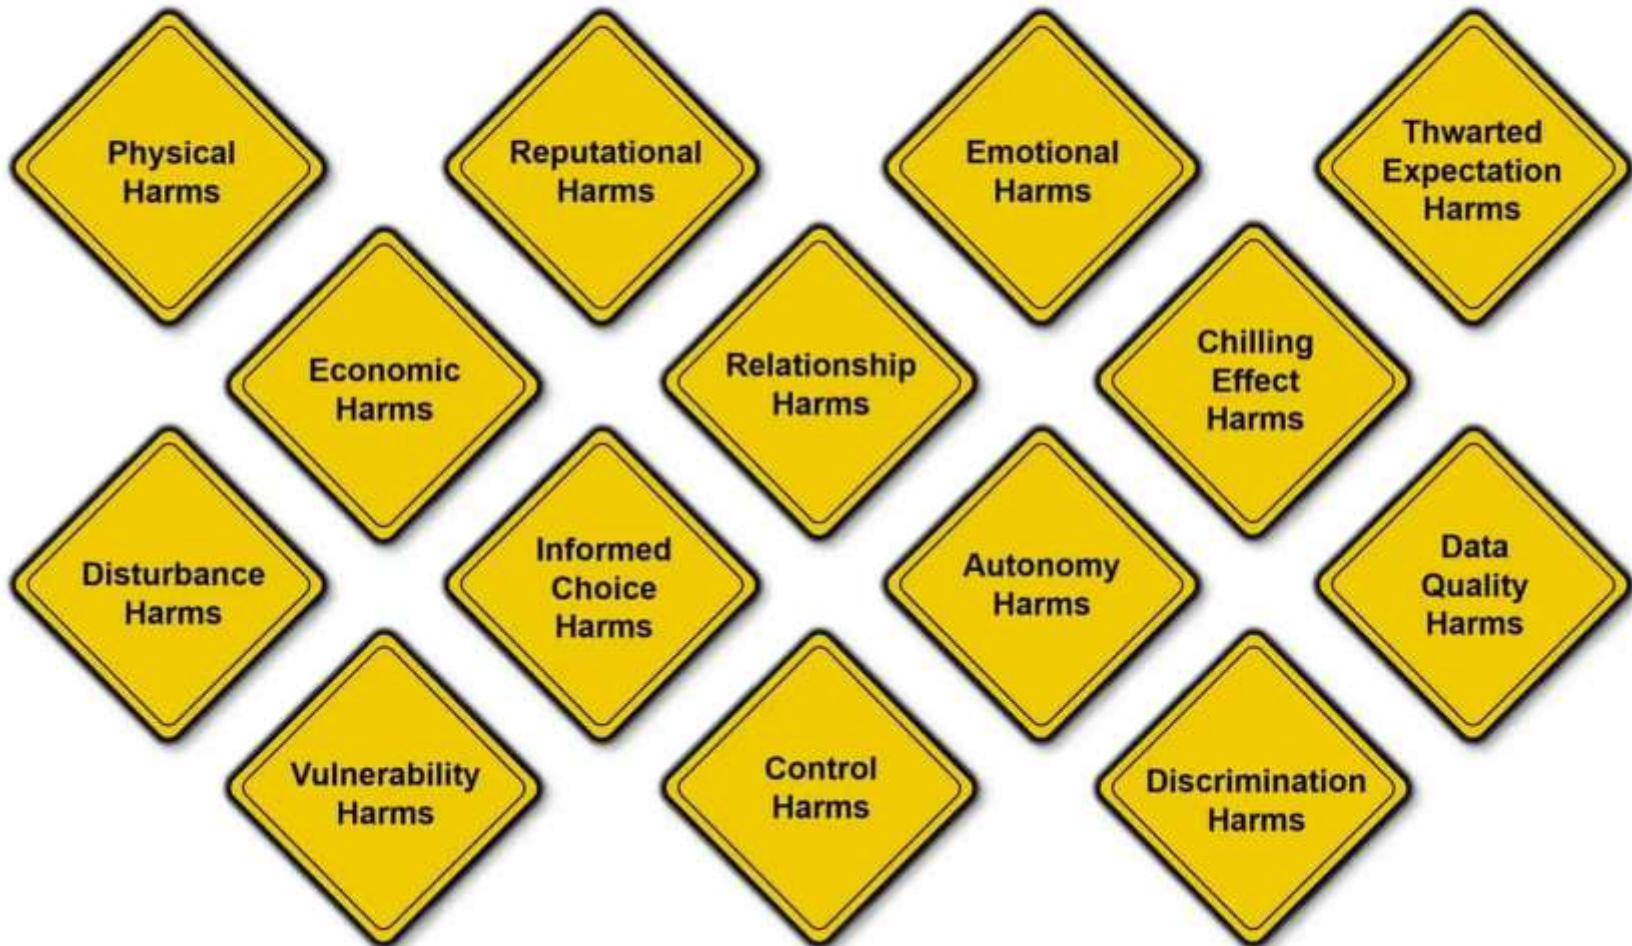 Physical
Harms
Reputational
Harms
Emotional
Harms
Thwarted
Expectation
Harms
Economic
Harms
Relationship
Harms
Chilling
Effect
Harms
Disturbance
Harms
Informed
Choice
Harms
Autonomy
Harms
Data
Quality
Harms
Vulnerability
Harms
Control
Harms
Discrimination
Harms